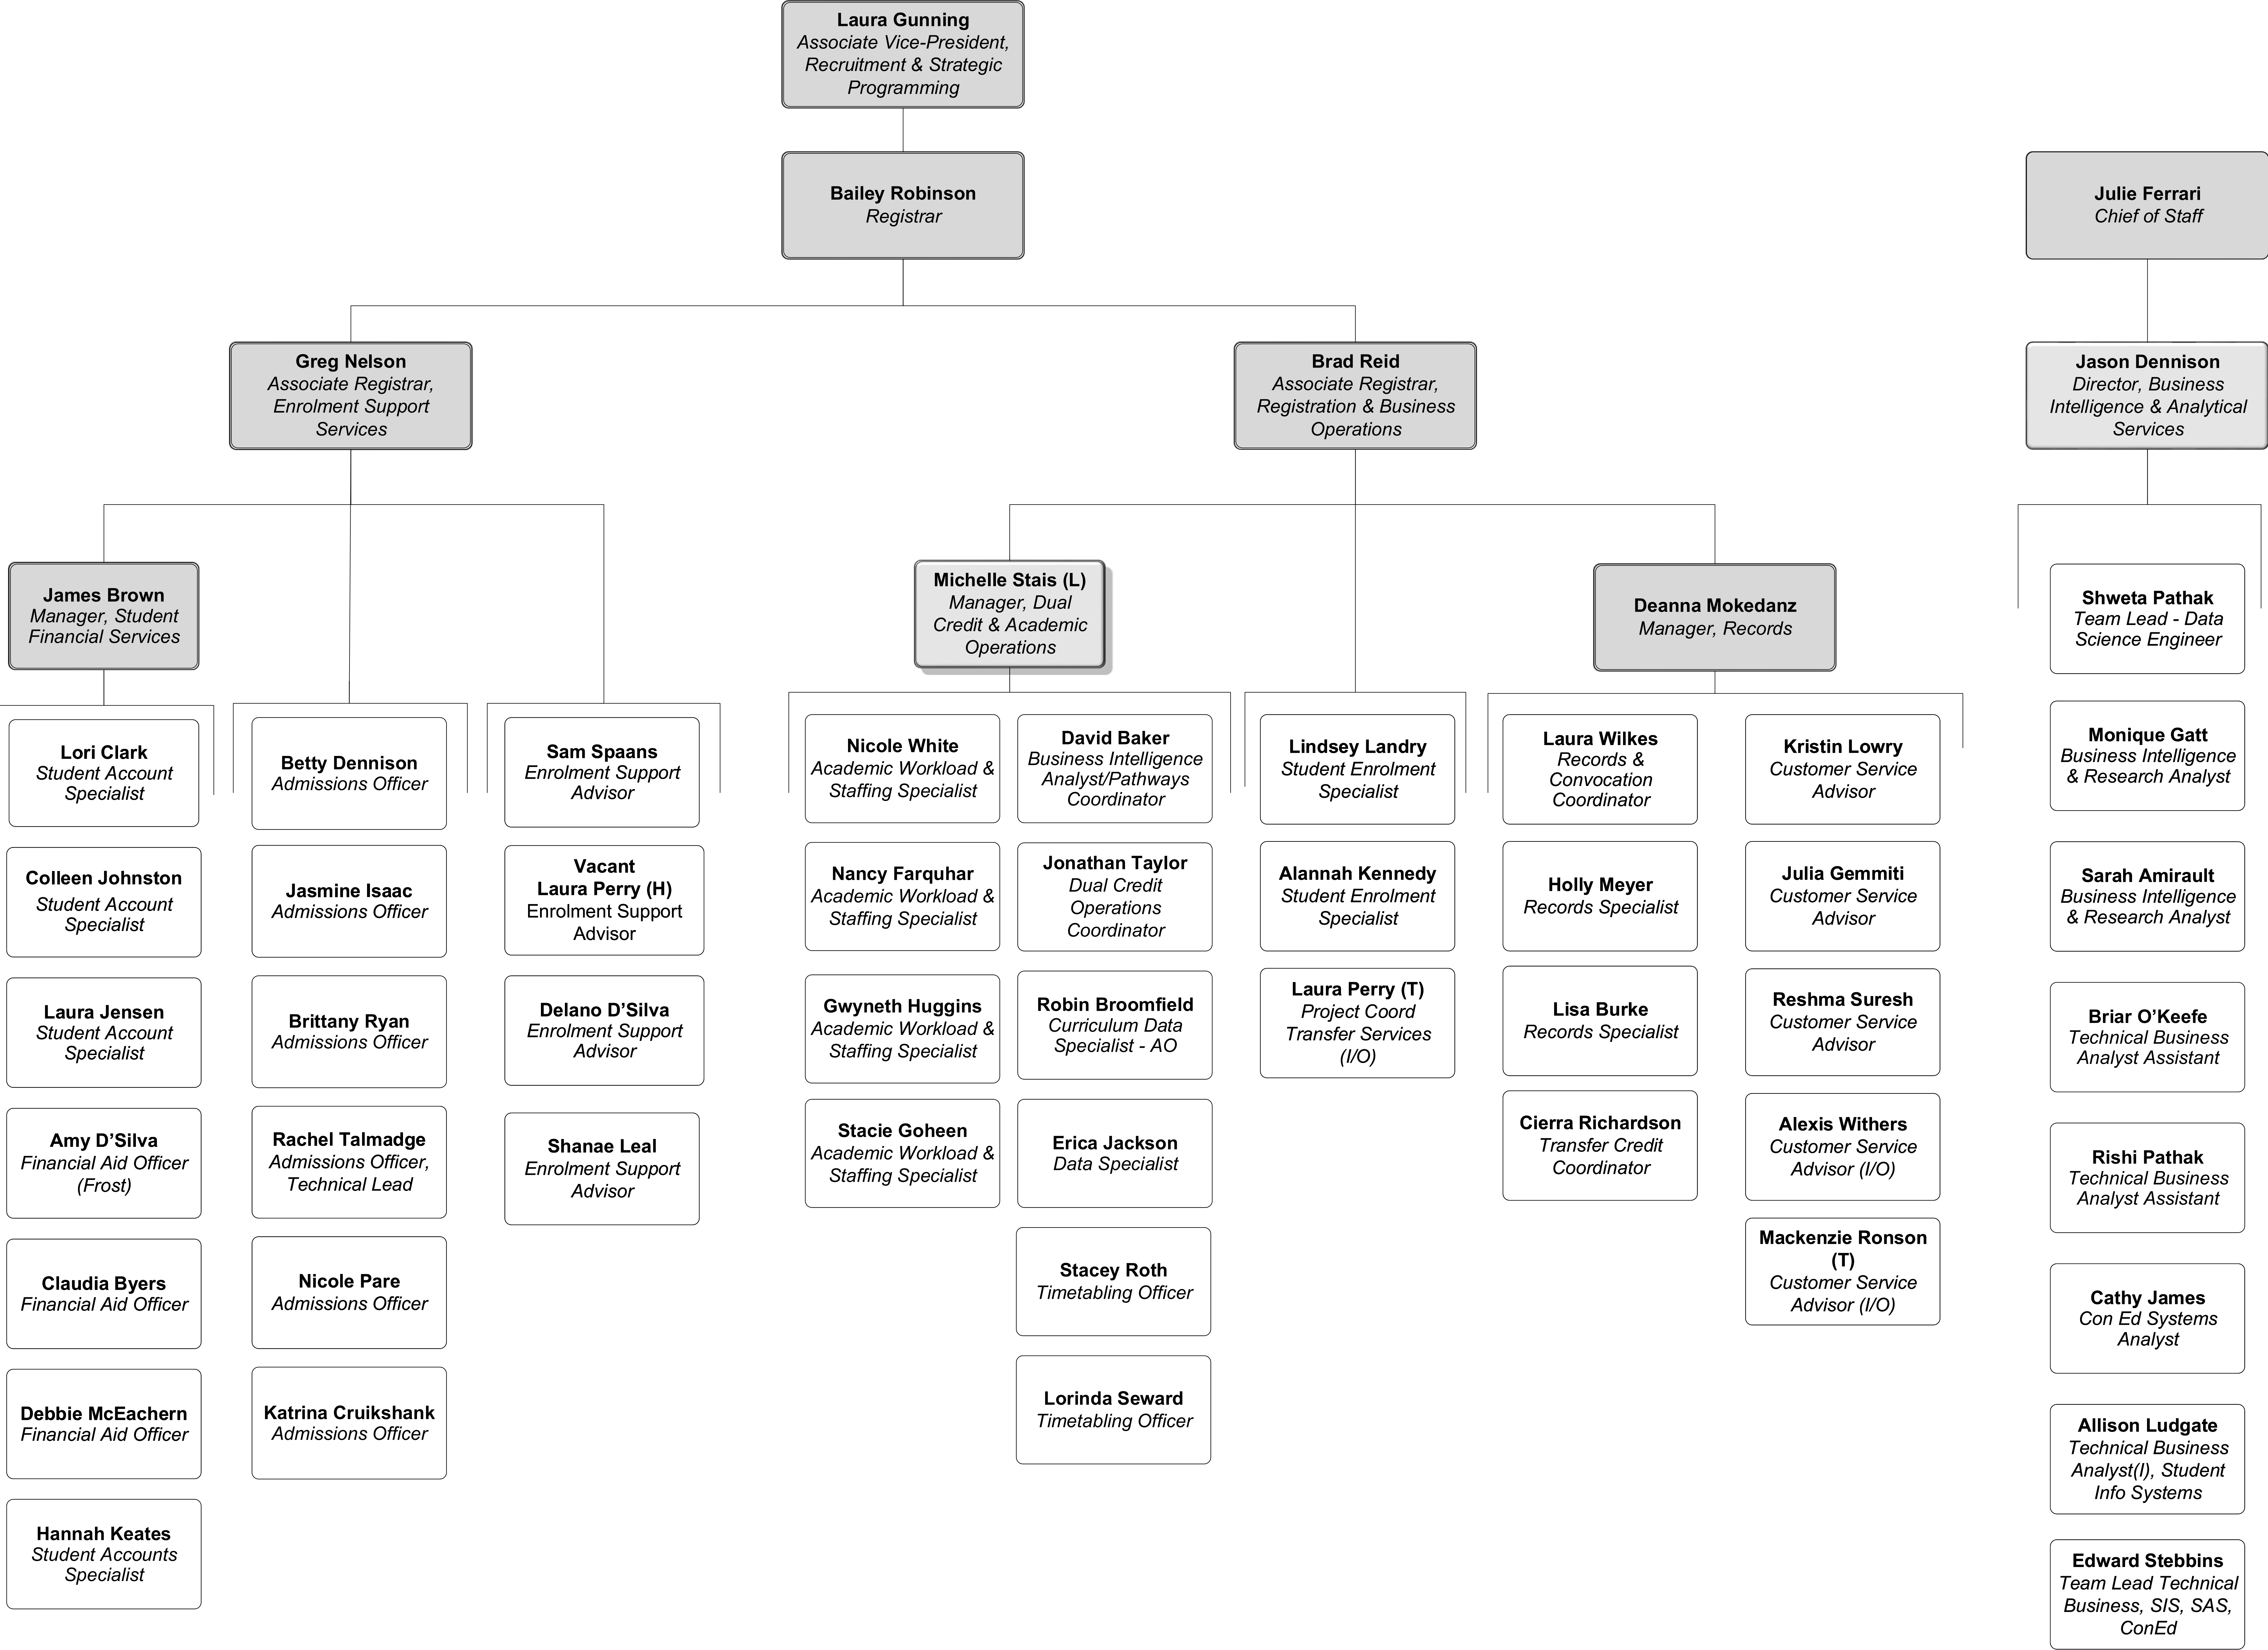 Laura Gunning
Associate Vice-President,
Recruitment & Strategic
Programming
Bailey Robinson
Registrar
Julie Ferrari
Chief of Staff
Greg Nelson
Associate Registrar,
Enrolment Support
Services
Brad Reid
Associate Registrar,
Registration & Business
Operations
Jason Dennison
Director, Business
Intelligence & Analytical
Services
James Brown
Manager, Student
Financial Services
Michelle Stais (L)
Manager, Dual
Credit & Academic
Operations
Deanna Mokedanz
Manager, Records
Lori Clark
Student Account
Specialist
Colleen Johnston
Student Account
Specialist
Laura Jensen
Student Account
Specialist
Amy D’Silva
Financial Aid Officer
(Frost)
Claudia Byers
Financial Aid Officer
Debbie McEachern
Financial Aid Officer
Hannah Keates
Student Accounts
Specialist
Betty Dennison
Admissions Officer
Jasmine Isaac
Admissions Officer
Brittany Ryan
Admissions Officer
Rachel Talmadge
Admissions Officer,
Technical Lead
Nicole Pare
Admissions Officer
Katrina Cruikshank
Admissions Officer
Sam Spaans
Enrolment Support
Advisor
Vacant
Laura Perry (H)
Enrolment Support
Advisor
Delano D’Silva
Enrolment Support
Advisor
Shanae Leal
Enrolment Support
Advisor
Nicole White
Academic Workload &
Staffing Specialist
Nancy Farquhar
Academic Workload &
Staffing Specialist
Gwyneth Huggins
Academic Workload &
Staffing Specialist
Stacie Goheen
Academic Workload &
Staffing Specialist
David Baker
Business Intelligence
Analyst/Pathways
Coordinator
Jonathan Taylor
Dual Credit
Operations
Coordinator
Robin Broomfield
Curriculum Data
Specialist - AO
Erica Jackson
Data Specialist
Stacey Roth
Timetabling Officer
Lorinda Seward
Timetabling Officer
Lindsey Landry
Student Enrolment
Specialist
Alannah Kennedy
Student Enrolment
Specialist
Laura Perry (T)
Project Coord
Transfer Services
(I/O)
Laura Wilkes
Records &
Convocation
Coordinator
Holly Meyer
Records Specialist
Lisa Burke
Records Specialist
Cierra Richardson
Transfer Credit
Coordinator
Kristin Lowry
Customer Service
Advisor
Julia Gemmiti
Customer Service
Advisor
Reshma Suresh
Customer Service
Advisor
Alexis Withers
Customer Service
Advisor (I/O)
Mackenzie Ronson
(T)
Customer Service
Advisor (I/O)
Shweta Pathak
Team Lead - Data
Science Engineer
Monique Gatt
Business Intelligence
& Research Analyst
Sarah Amirault
Business Intelligence
& Research Analyst
Briar O’Keefe
Technical Business
Analyst Assistant
Rishi Pathak
Technical Business
Analyst Assistant
Cathy James
Con Ed Systems
Analyst
Allison Ludgate
Technical Business
Analyst(I), Student
Info Systems
Edward Stebbins
Team Lead Technical
Business, SIS, SAS,
ConEd